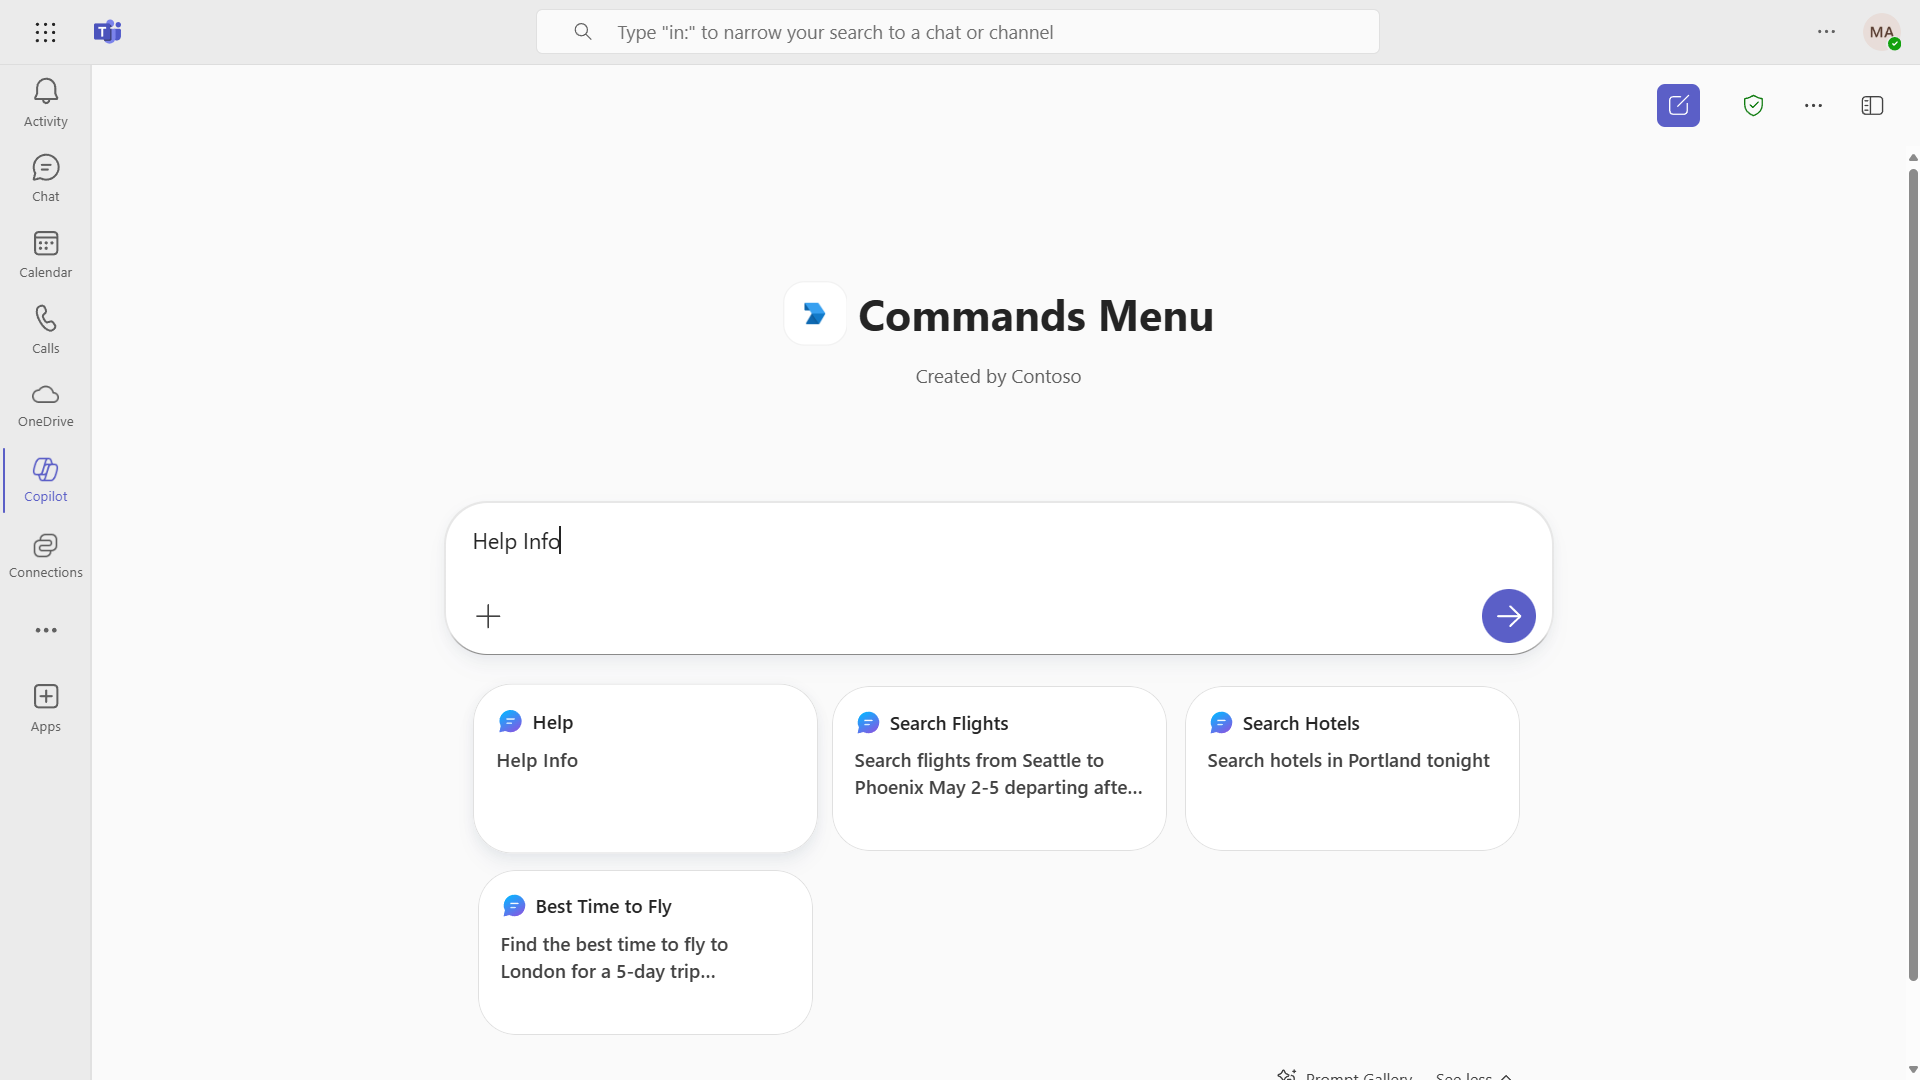 Type "in:" to narrow your search to a chat or channel
MA
Activity
Chat
Calendar
Calls
OneDrive
Copilot
Connections
Apps
Commands Menu
Created by Contoso
Help Info
Help
Help Info
Search Flights
Search flights from Seattle to
Phoenix May 2-5 departing afte...
Search Hotels
Search hotels in Portland tonight
Best Time to Fly
Find the best time to fly to
London for a 5-day trip...
Prompt Gallery
See less